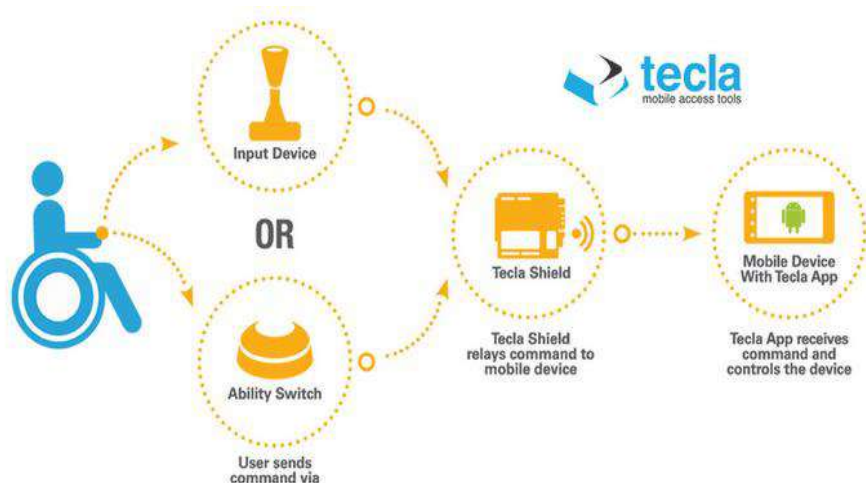 tecla
mobile access tools
Input Device
OR
Tecla Shield
Mobile Device
With Tecla App
Ability Switch
Tecla Shield
relays command to
mobile device
Tecla App receives
command and
controls the device
User sends
command via